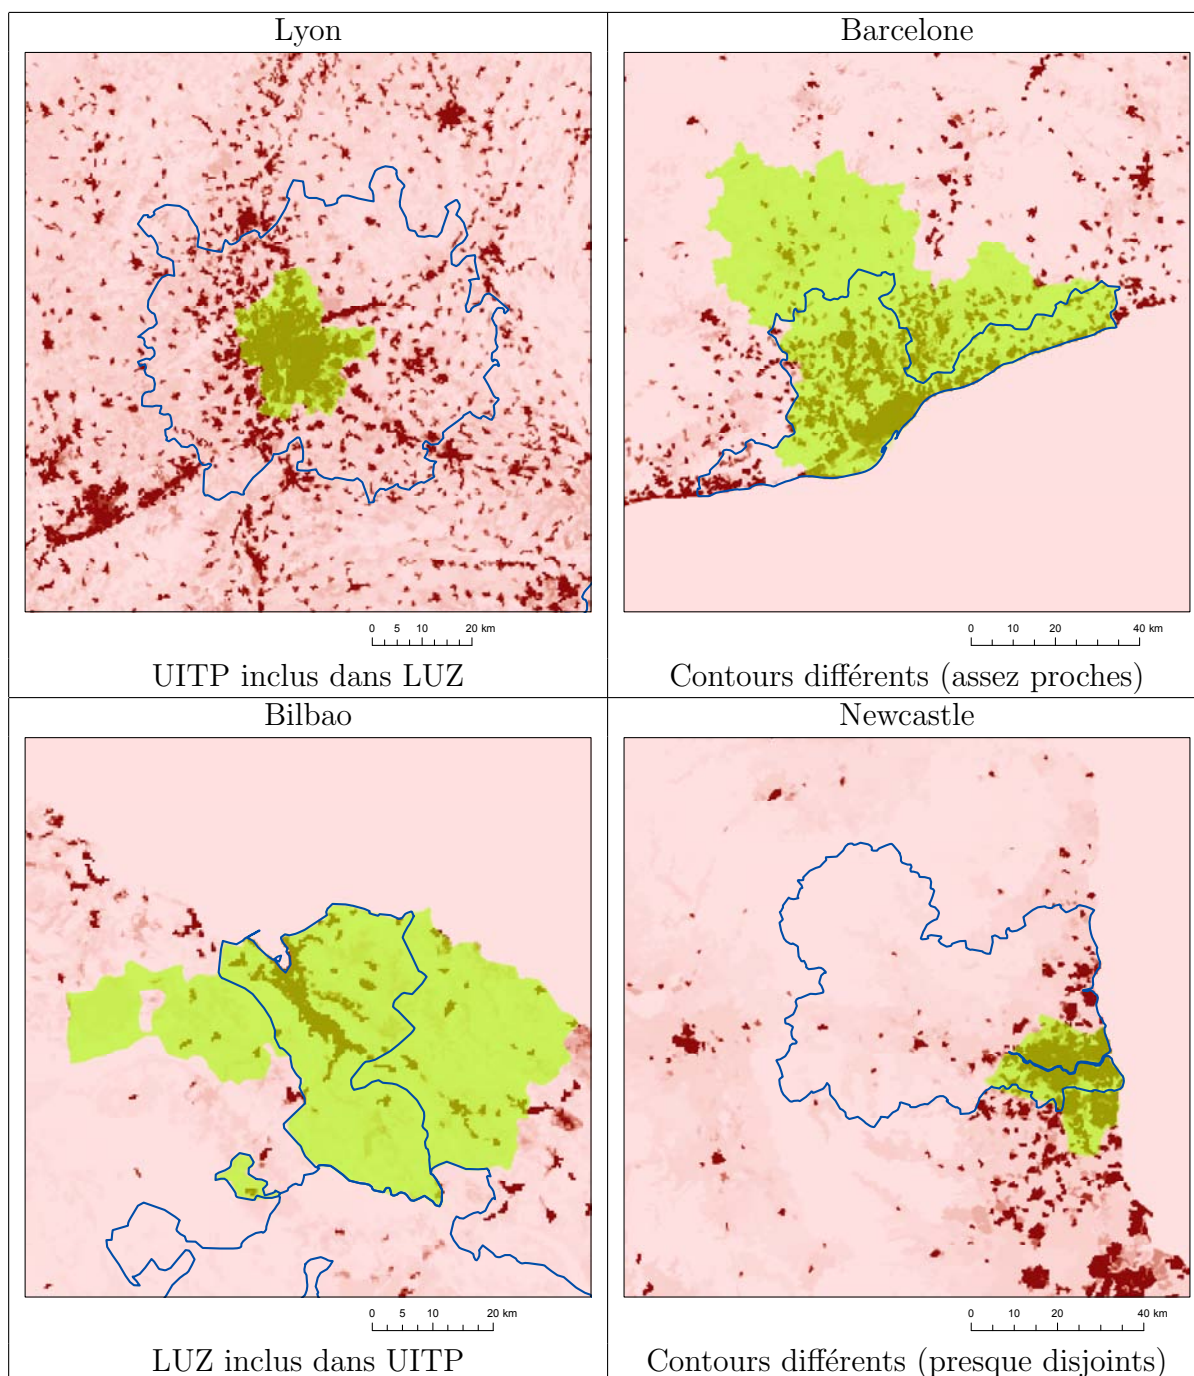 Lyon
Barcelone
0 5 10 20 km
0 10 20 40 km
UITP inclus dans LUZ
Contours différents (assez proches)
Bilbao
Newcastle
0 5 10 20 km
0 10 20 40 km
LUZ inclus dans UITP
Contours différents (presque disjoints)